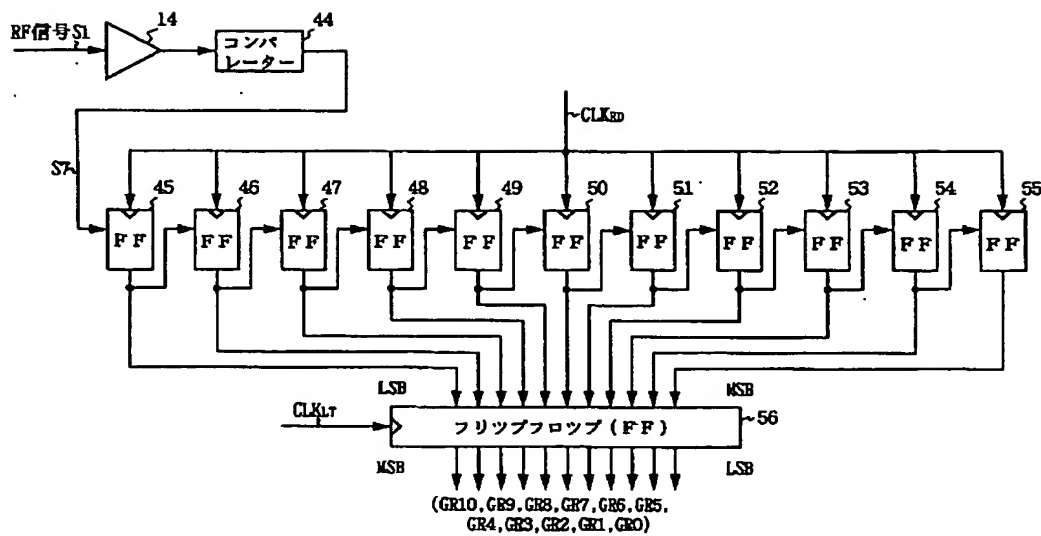 RF信号S1
14
44
コンパ
レーター
CLKRD
S7
45
46
47
48
49
50
51
52
53
54
55
FF
FF
FF
FF
FF
FF
FF
FF
FF
FF
FF
LSB
MSB
CLKLT
フリツプフロツプ(FF)
56
MSB
LSB
(GR10,GR9,GR8,GR7,GR6,GR5,
GR4,GR3,GR2,GR1,GR0)